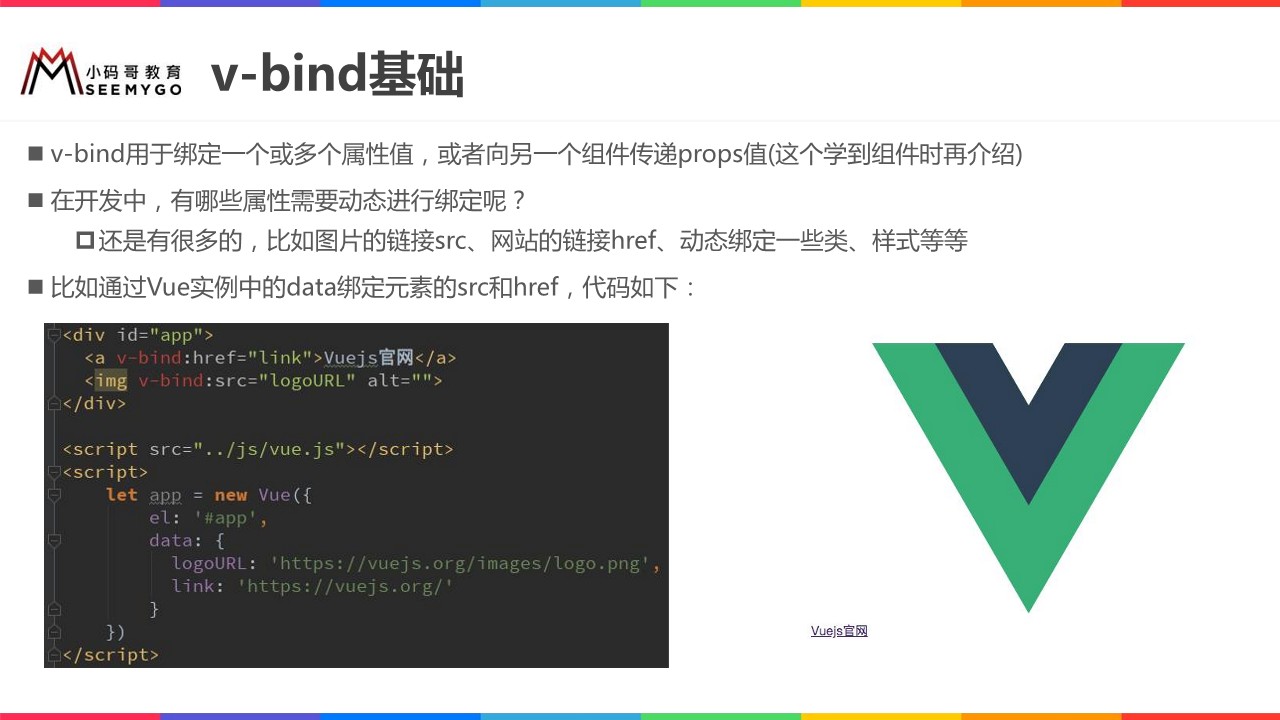 小码哥教育
SEEMYGO
v-bind基础
v-bind用于绑定一个或多个属性值，或者向另一个组件传递props值(这个学到组件时再介绍)
在开发中，有哪些属性需要动态进行绑定呢？
还是有很多的，比如图片的链接src、网站的链接href、动态绑定一些类、样式等等
比如通过Vue实例中的data绑定元素的src和href，代码如下：
<div id="app">
  <a v-bind:href="link">Vuejs官网</a>
  <img v-bind:src="logoURL" alt="">
</div>
<script src="../js/vue.js"></script>
<script>
    let app = new Vue({
        el: '#app',
        data: {
          logoURL: 'https://vuejs.org/images/logo.png',
          link: 'https://vuejs.org/'
        }
    })
</script>
Vuejs官网